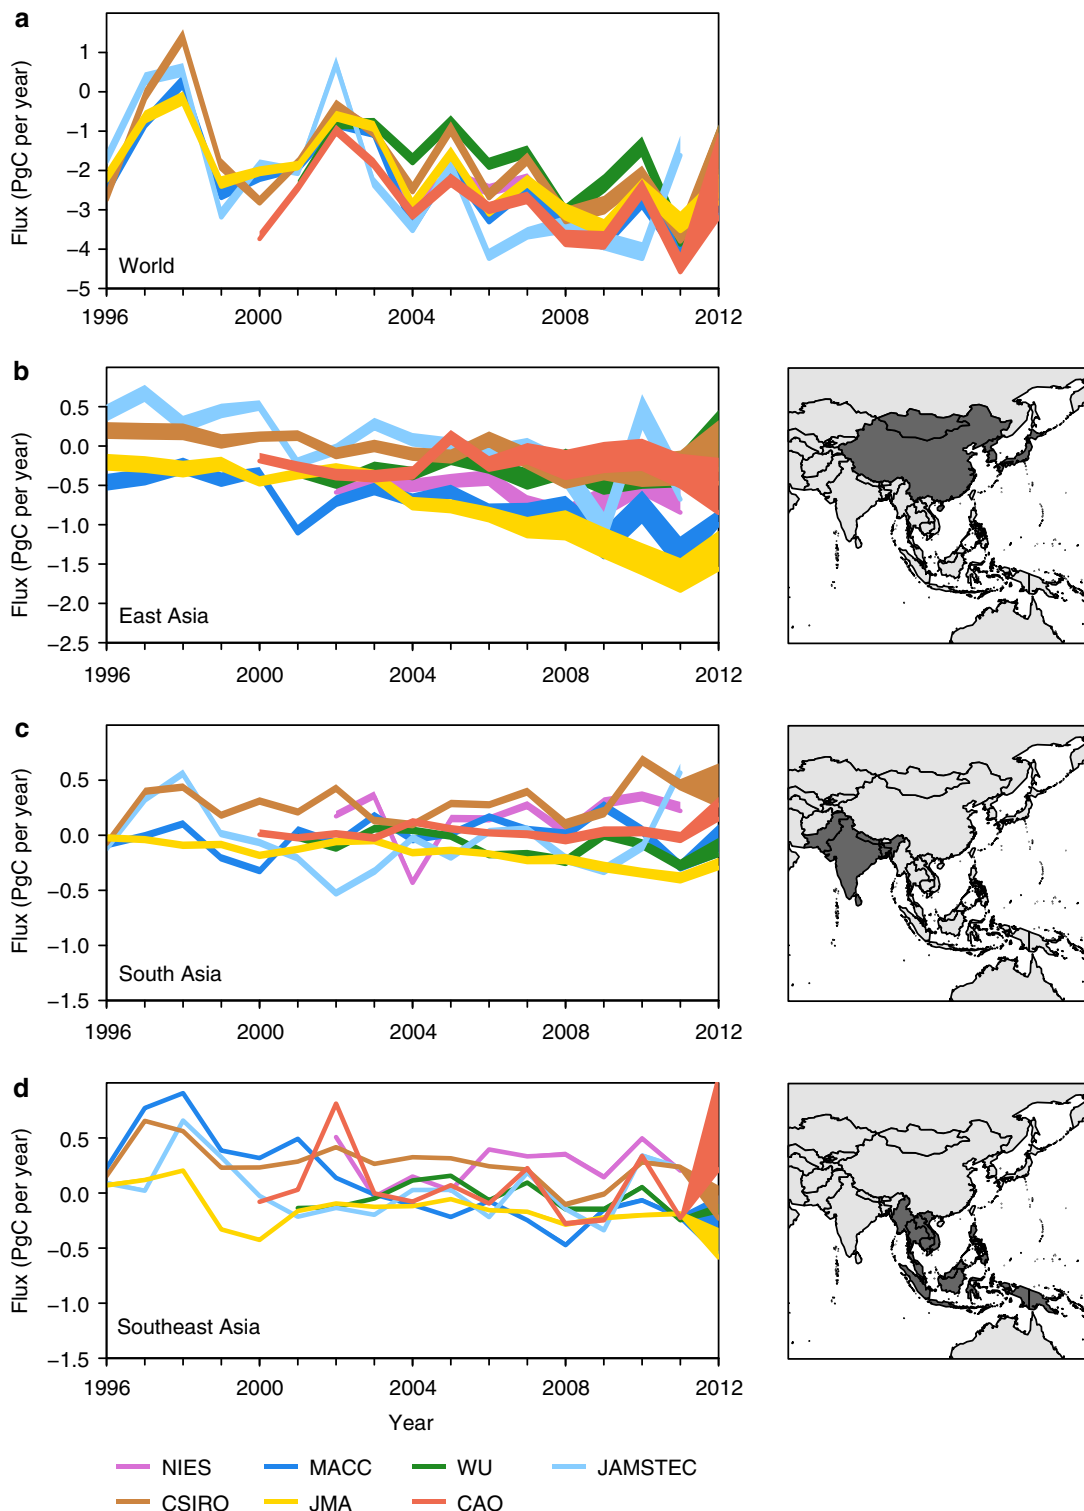 a
Flux (PgC per year)
1
0
−1
−2
−3
−4
−5
World
1996 2000 2004 2008 2012
b
Flux (PgC per year)
0.5
0.0
−0.5
−1.0
−1.5
−2.0
−2.5
East Asia
1996 2000 2004 2008 2012
c
Flux (PgC per year)
0.5
0.0
−0.5
−1.0
−1.5
South Asia
1996 2000 2004 2008 2012
d
Flux (PgC per year)
0.5
0.0
−0.5
−1.0
−1.5
Southeast Asia
1996 2000 2004 2008 2012
Year
NIES MACC WU JAMSTEC
CSIRO JMA CAO